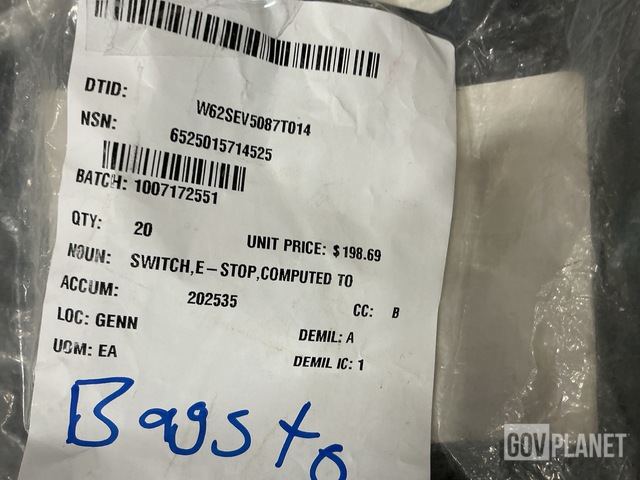 DTID: W62SEV5087T014
NSN: 6525015714525
BATCH: 1007172551
QTY: 20 UNIT PRICE: $198.69
NOUN: SWITCH,E-STOP,COMPUTED TO
ACCUM: 202535 CC: B
LOC: GENN DEMIL: A
UOM: EA DEMIL IC: 1
Bagsto
GOVPLANET